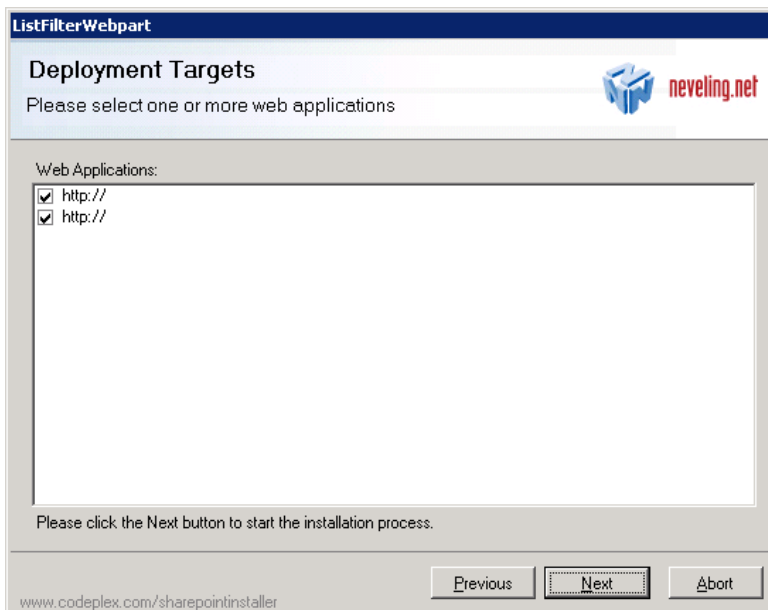 ListFilterWebpart
Deployment Targets
Please select one or more web applications
neveling.net
Web Applications:
http://
http://
Please click the Next button to start the installation process.
Previous
Next
Abort
www.codeplex.com/sharepointinstaller